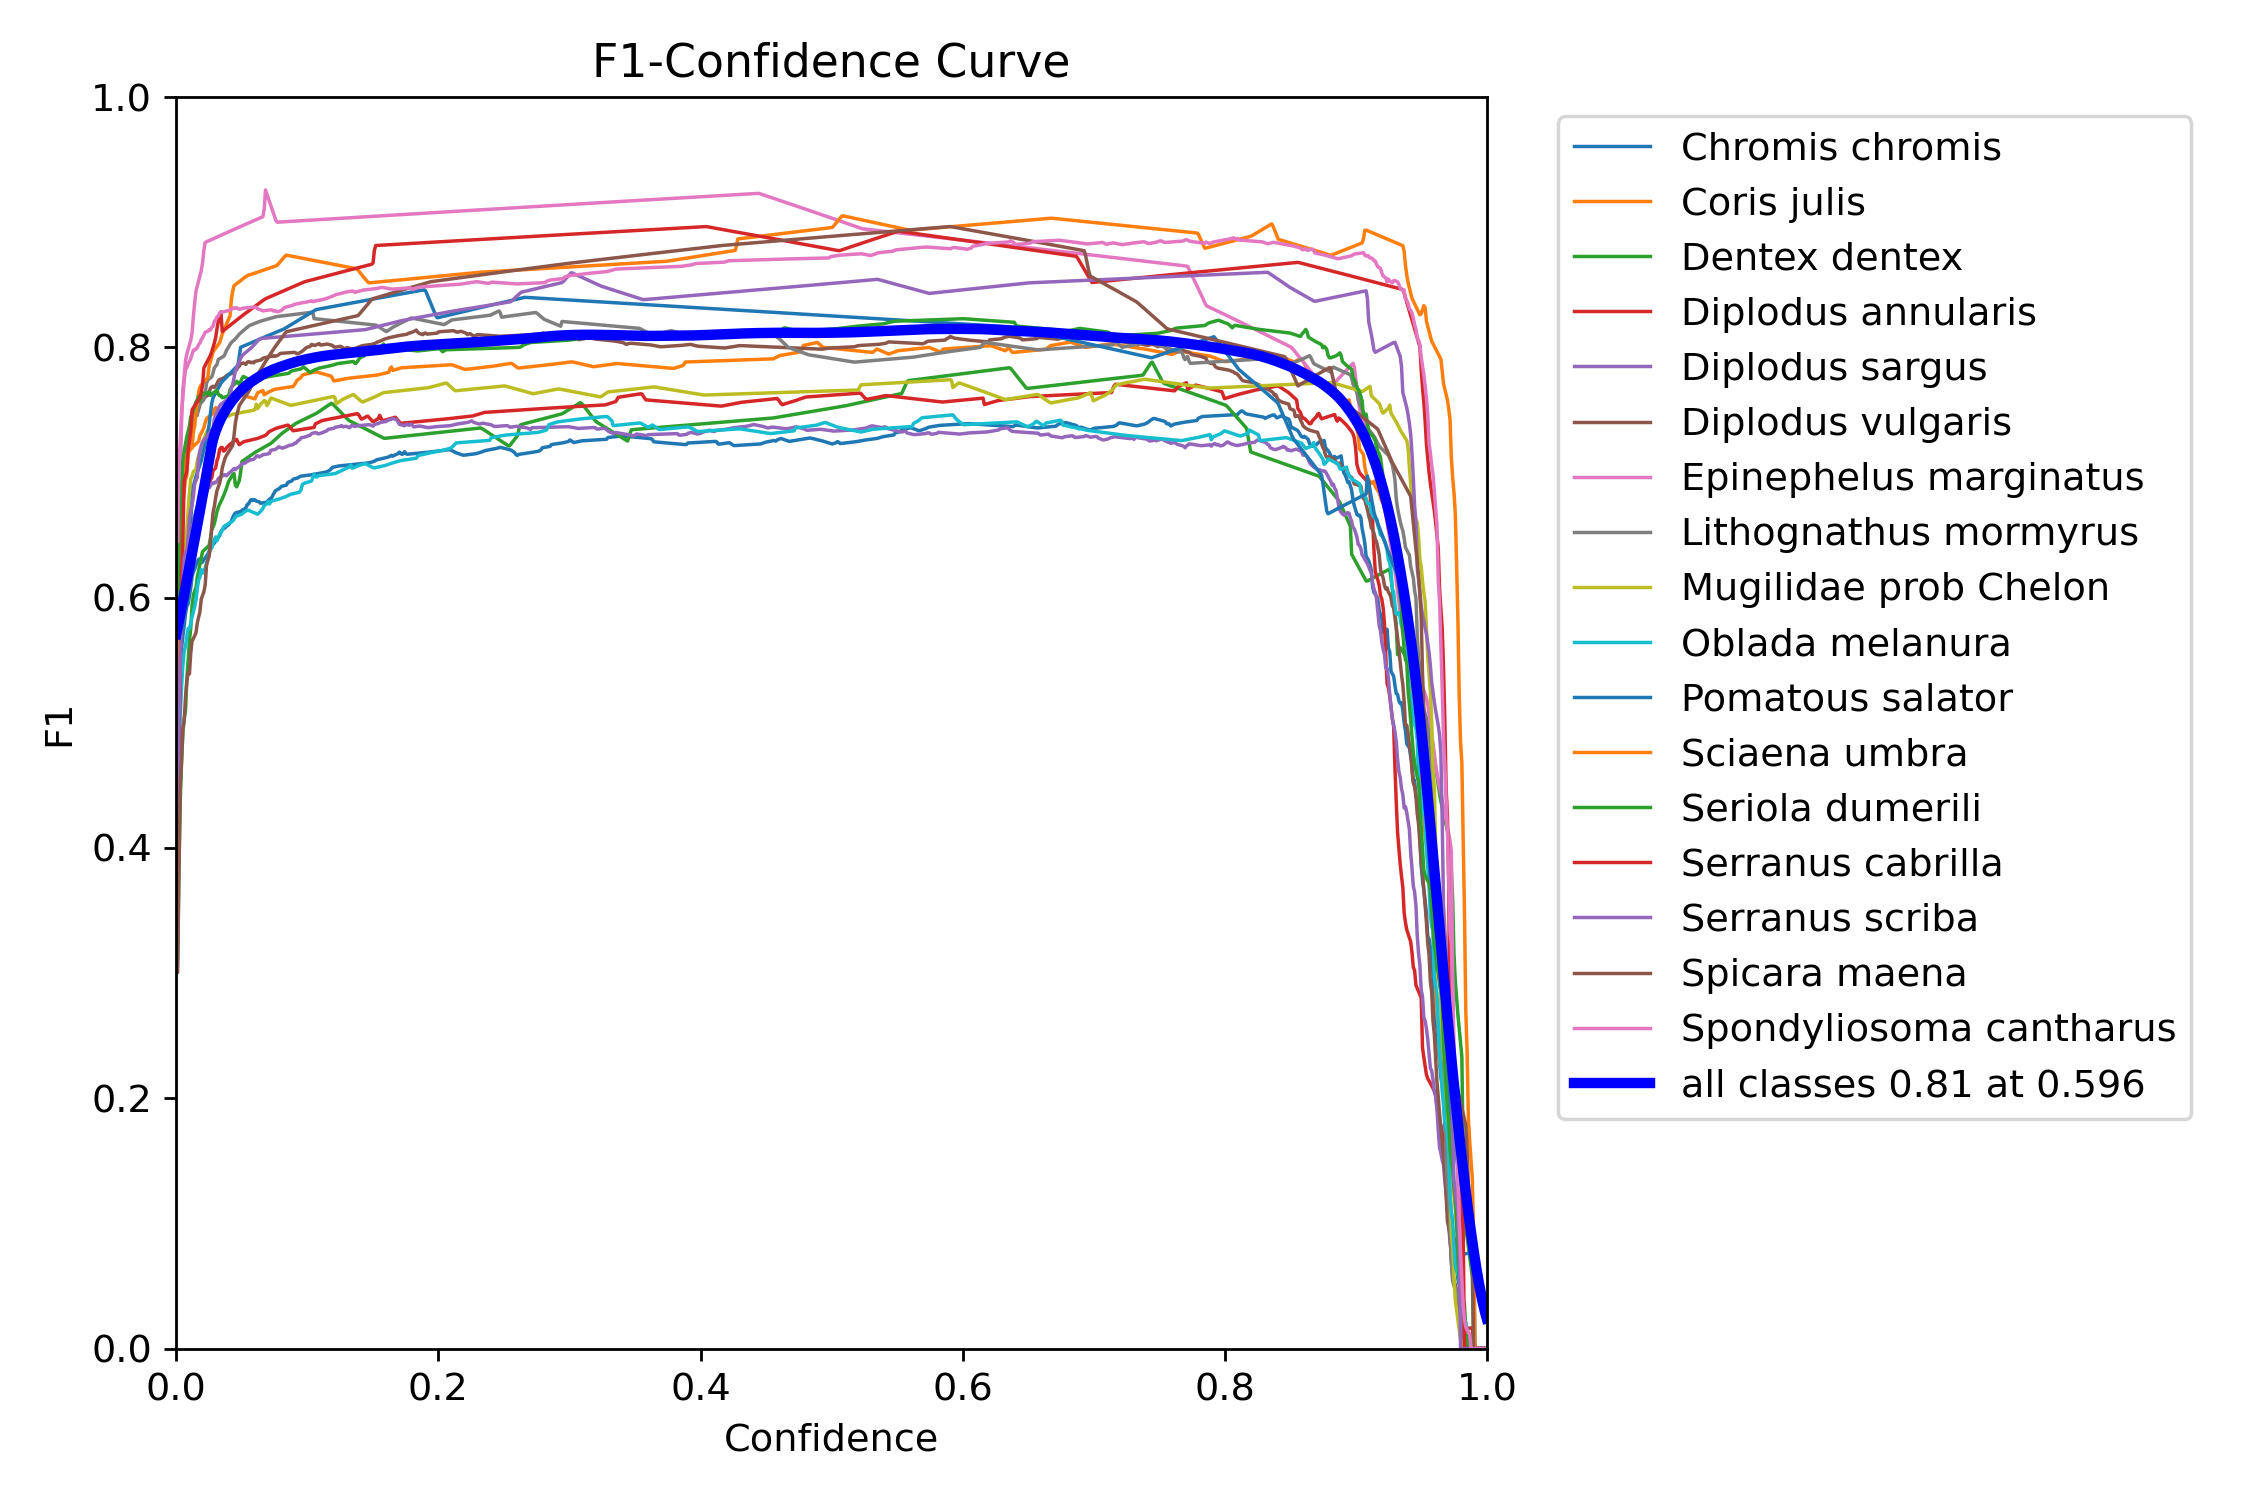 F1-Confidence Curve
1.0
0.8
0.6
0.4
0.2
0.0
F1
0.0 0.2 0.4 0.6 0.8 1.0
Confidence
Chromis chromis
Coris julis
Dentex dentex
Diplodus annularis
Diplodus sargus
Diplodus vulgaris
Epinephelus marginatus
Lithognathus mormyrus
Mugilidae prob Chelon
Oblada melanura
Pomatous salator
Sciaena umbra
Seriola dumerili
Serranus cabrilla
Serranus scriba
Spicara maena
Spondyliosoma cantharus
all classes 0.81 at 0.596